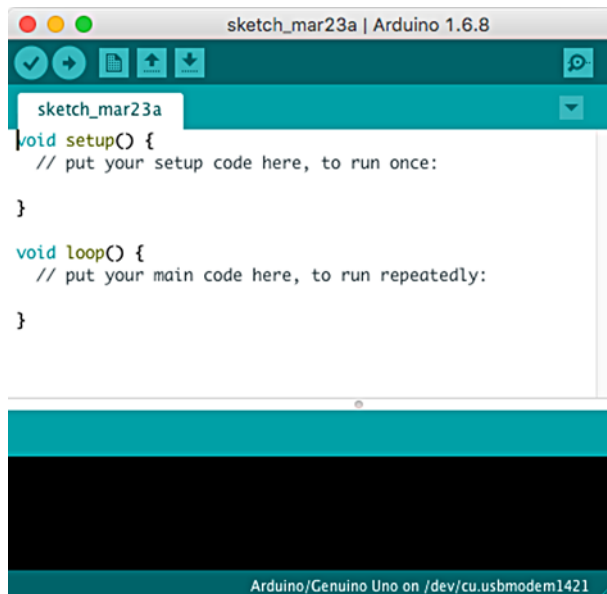 sketch_mar23a | Arduino 1.6.8
sketch_mar23a
void setup() {
  // put your setup code here, to run once:
}
void loop() {
  // put your main code here, to run repeatedly:
}
Arduino/Genuino Uno on /dev/cu.usbmodem1421